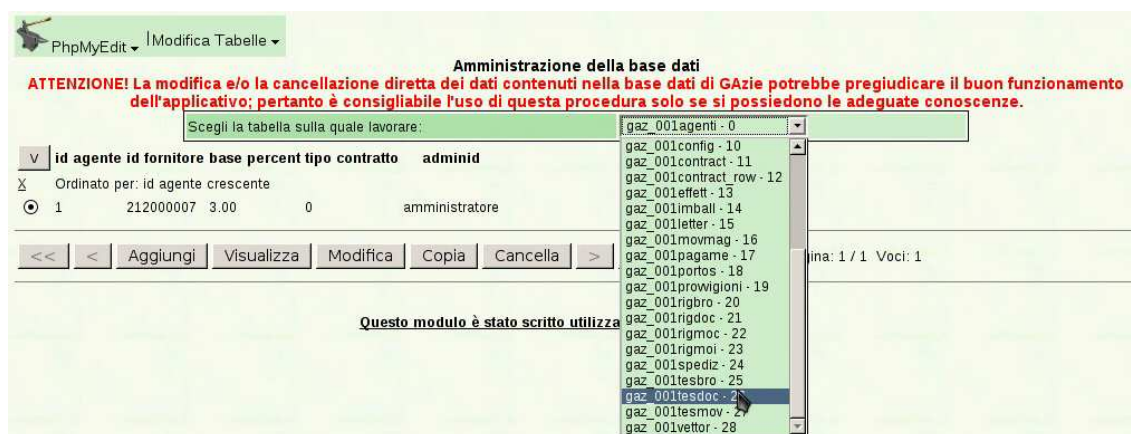 PhpMyEdit | Modifica Tabelle
Amministrazione della base dati
ATTENZIONE! La modifica e/o la cancellazione diretta dei dati contenuti nella base dati di GAzie potrebbe pregiudicare il buon funzionamento
dell'applicativo; pertanto è consigliabile l'uso di questa procedura solo se si possiedono le adeguate conoscenze.
Scegli la tabella sulla quale lavorare: gaz_001agenti - 0
V id agente id fornitore base percent tipo contratto adminid
X Ordinato per: id agente crescente
1 212000007 3.00 0 amministratore
<< < Aggiungi Visualizza Modifica Copia Cancella > ina: 1 / 1 Voci: 1
Questo modulo è stato scritto utilizza
gaz_001config - 10
gaz_001contract - 11
gaz_001contract_row - 12
gaz_001effett - 13
gaz_001imball - 14
gaz_001letter - 15
gaz_001movmag - 16
gaz_001pagame - 17
gaz_001portos - 18
gaz_001provvigioni - 19
gaz_001rigbro - 20
gaz_001rigdoc - 21
gaz_001rigmoc - 22
gaz_001rigmoi - 23
gaz_001spediz - 24
gaz_001tesbro - 25
gaz_001tesdoc - 26
gaz_001tesmov - 27
gaz_001vettor - 28